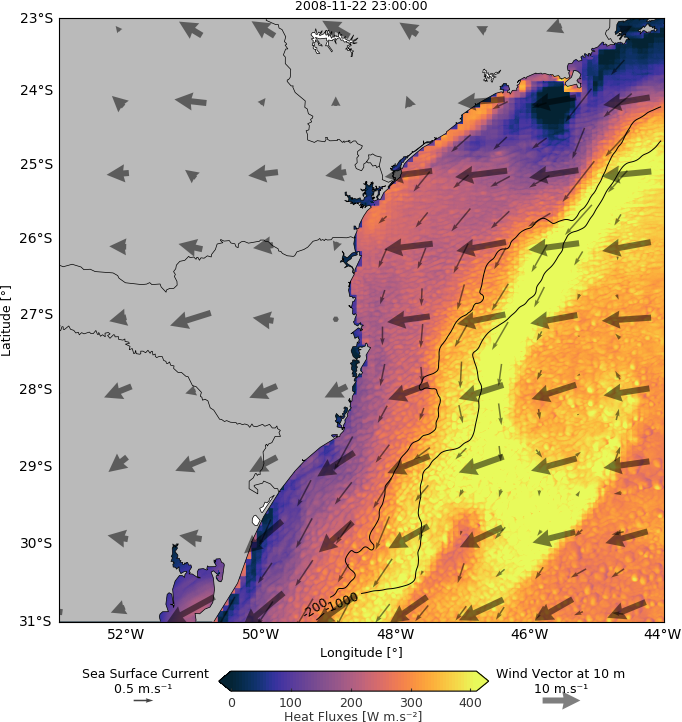 2008-11-22 23:00:00
23°S
24°S
25°S
26°S
27°S
28°S
29°S
30°S
31°S
Latitude [°]
-200
-1000
52°W 50°W 48°W 46°W 44°W
Longitude [°]
Sea Surface Current
0.5 m.s⁻¹
0 100 200 300 400
Heat Fluxes [W m.s⁻²]
Wind Vector at 10 m
10 m.s⁻¹